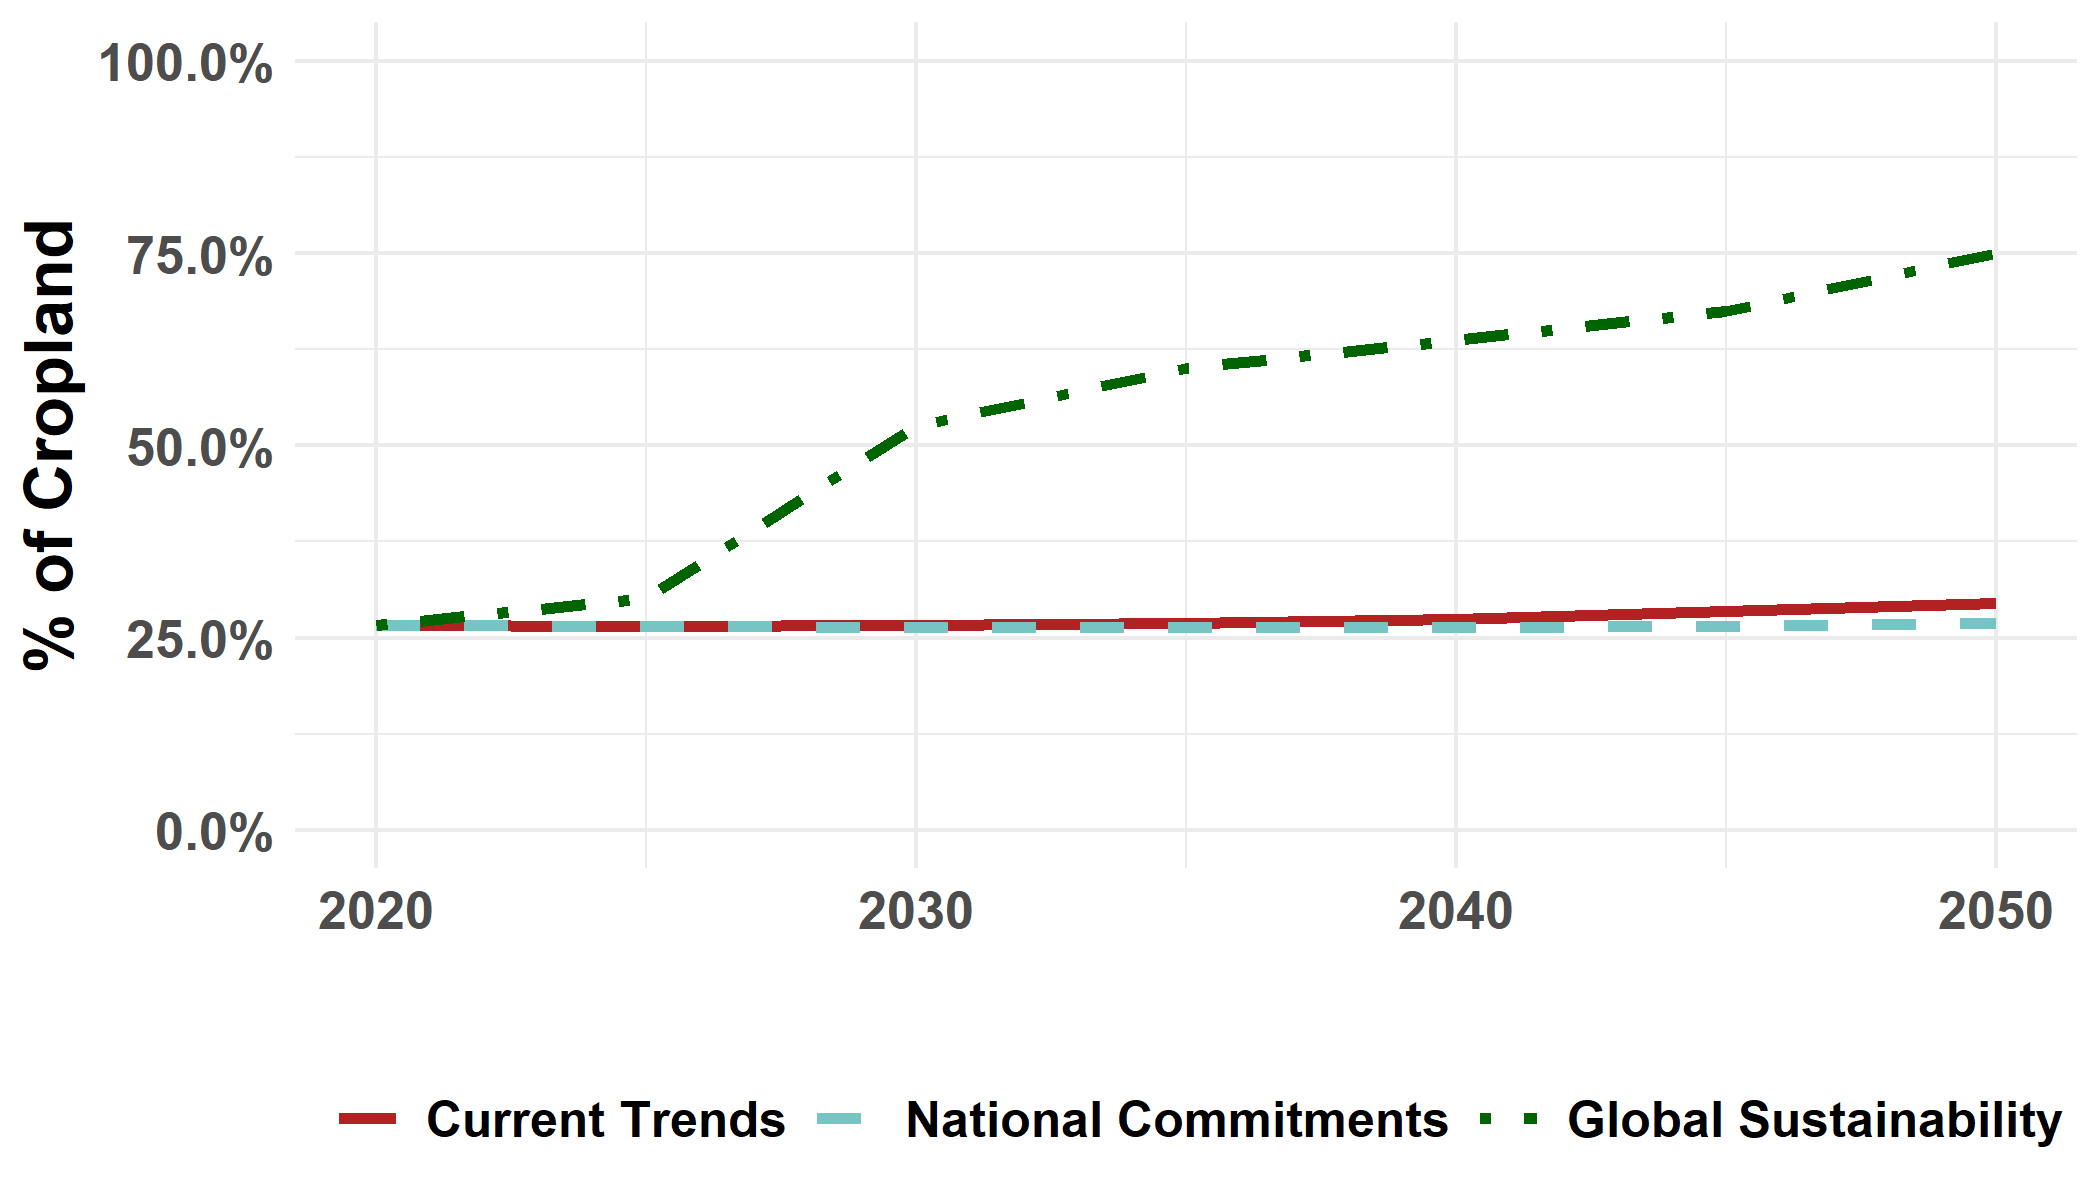 % of Cropland
100.0%
75.0%
50.0%
25.0%
0.0%
2020 2030 2040 2050
Current Trends National Commitments Global Sustainability